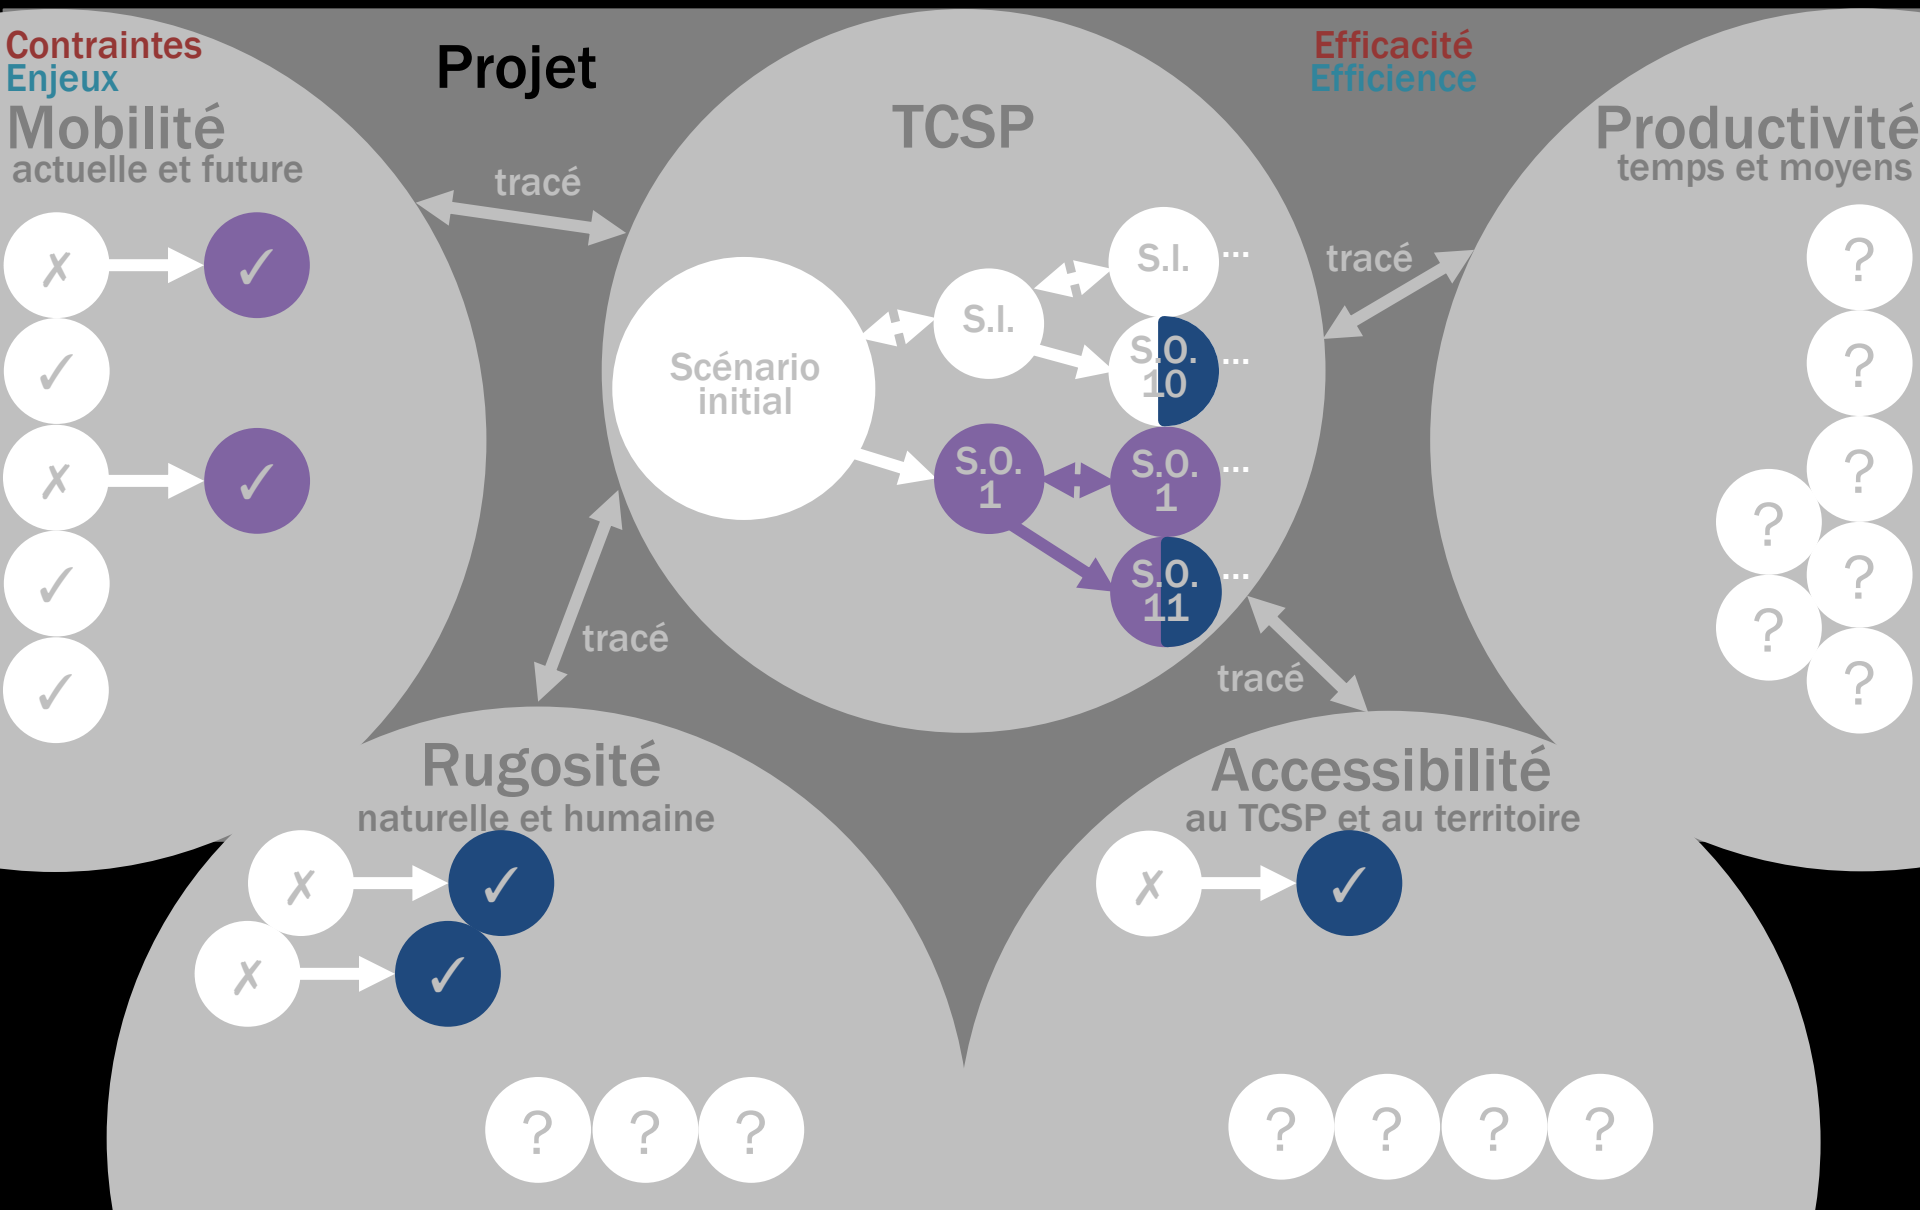 Contraintes
Enjeux
Mobilité
actuelle et future
✗
✓
✓
✗
✓
✓
✓
Projet
tracé
TCSP
Scénario
initial
S.I.
S.I.
...
S.O.
10
...
S.O.
1
S.O.
1
...
S.O.
11
...
Efficacité
Efficience
tracé
Productivité
temps et moyens
?
?
?
?
?
?
?
tracé
tracé
Rugosité
naturelle et humaine
✗
✓
✗
✓
? ? ?
Accessibilité
au TCSP et au territoire
✗
✓
? ? ? ?